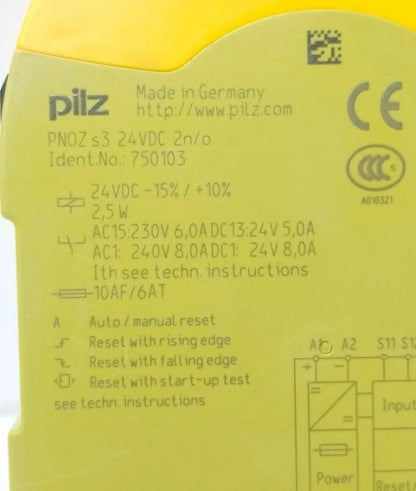 pilz
Made in Germany
http://www.pilz.com
CE
PNOZ s3 24VDC 2n/o
Ident.No.: 750103
CCC S
A010321
24VDC -15% / +10%
2,5 W
AC15:230V 6,0A DC13:24V 5,0A
AC1: 240V 8,0A DC1: 24V 8,0A
Ith see techn. instructions
10AF/6AT
A Auto / manual reset
Reset with rising edge
Reset with falling edge
Reset with start-up test
see techn. instructions
A1 A2 S11
+ -
Input
Power
Reset/